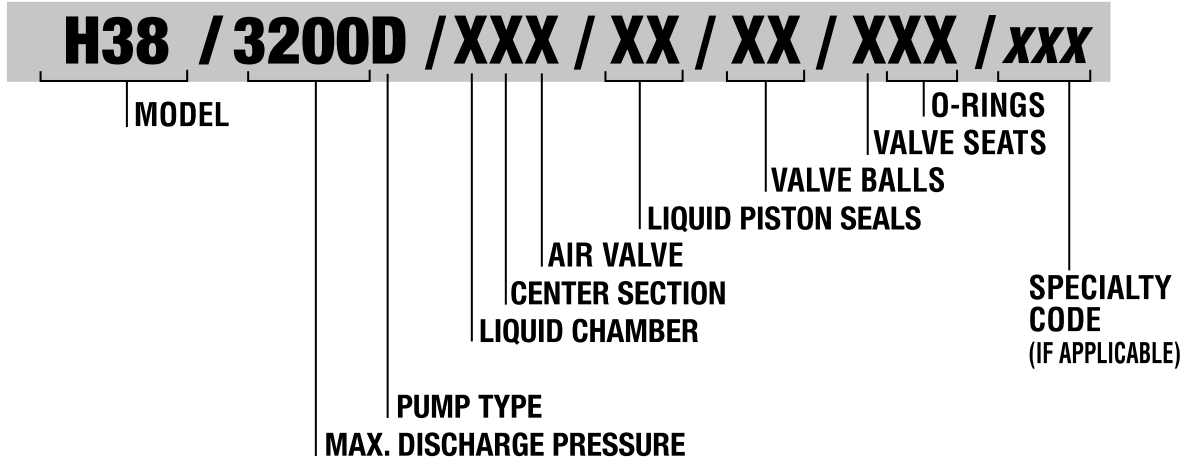 H38 / 3200D / XXX / XX / XX / XXX / xxx
MODEL
O-RINGS
VALVE SEATS
VALVE BALLS
LIQUID PISTON SEALS
AIR VALVE
CENTER SECTION
LIQUID CHAMBER
SPECIALTY
CODE
(IF APPLICABLE)
PUMP TYPE
MAX. DISCHARGE PRESSURE